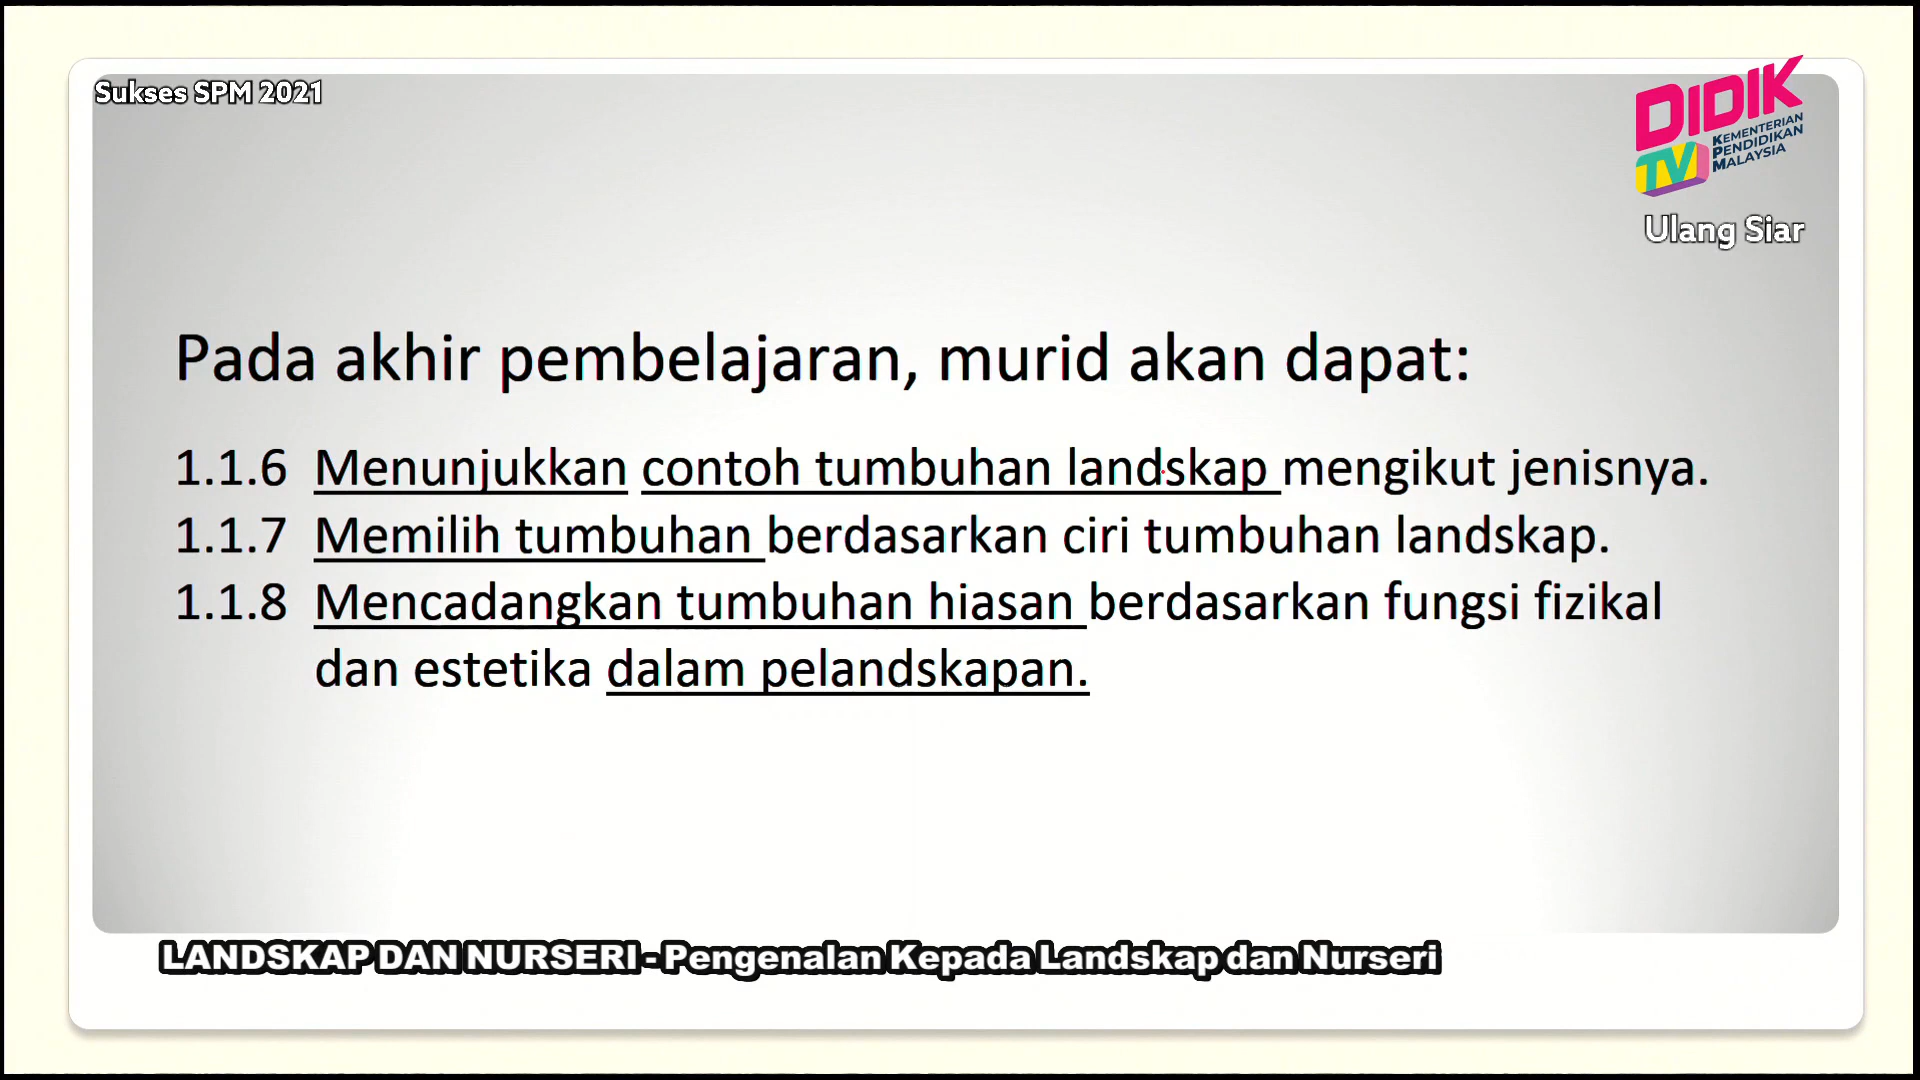 Sukses SPM 2021
DIDIK
TV
KEMENTERIAN
PENDIDIKAN
MALAYSIA
Ulang Siar
Pada akhir pembelajaran, murid akan dapat:
1.1.6 Menunjukkan contoh tumbuhan landskap mengikut jenisnya.
1.1.7 Memilih tumbuhan berdasarkan ciri tumbuhan landskap.
1.1.8 Mencadangkan tumbuhan hiasan berdasarkan fungsi fizikal
dan estetika dalam pelandskapan.
LANDSKAP DAN NURSERI - Pengenalan Kepada Landskap dan Nurseri